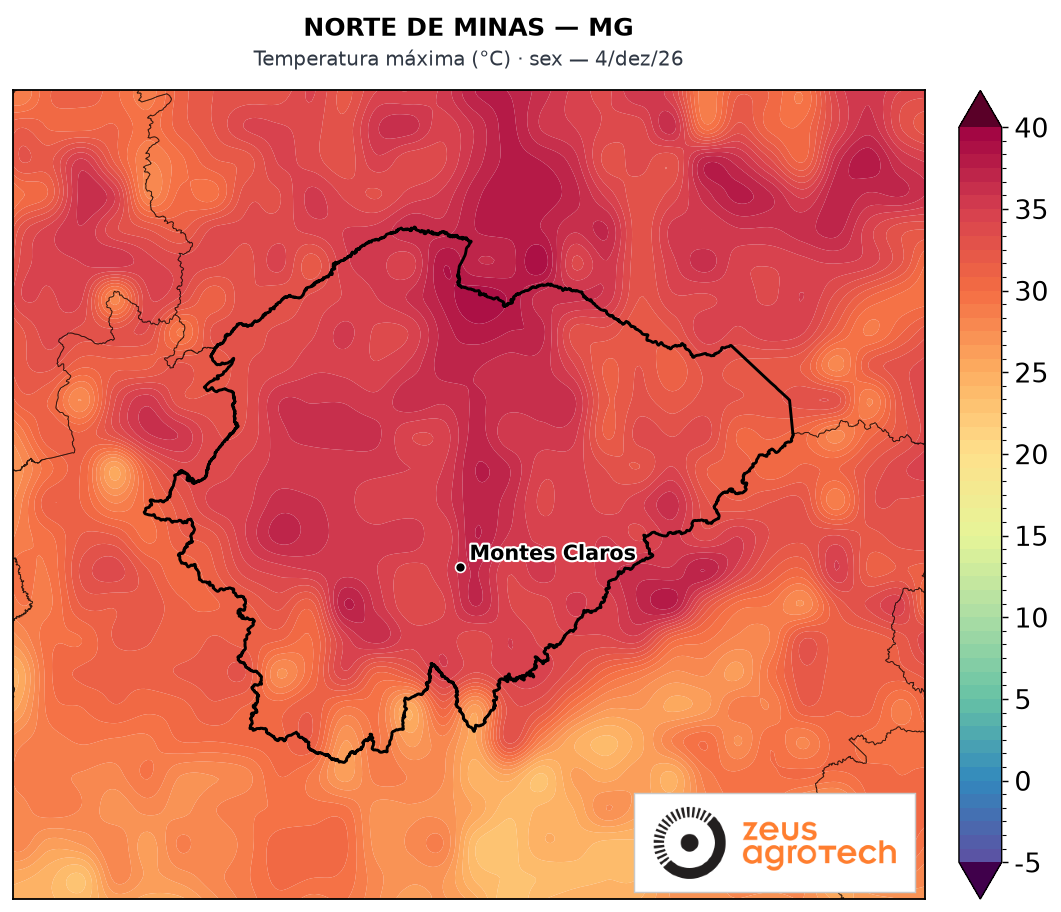 NORTE DE MINAS — MG
Temperatura máxima (°C) · sex — 4/dez/26
Montes Claros
40
35
30
25
20
15
10
5
0
-5
zeus
agrotech